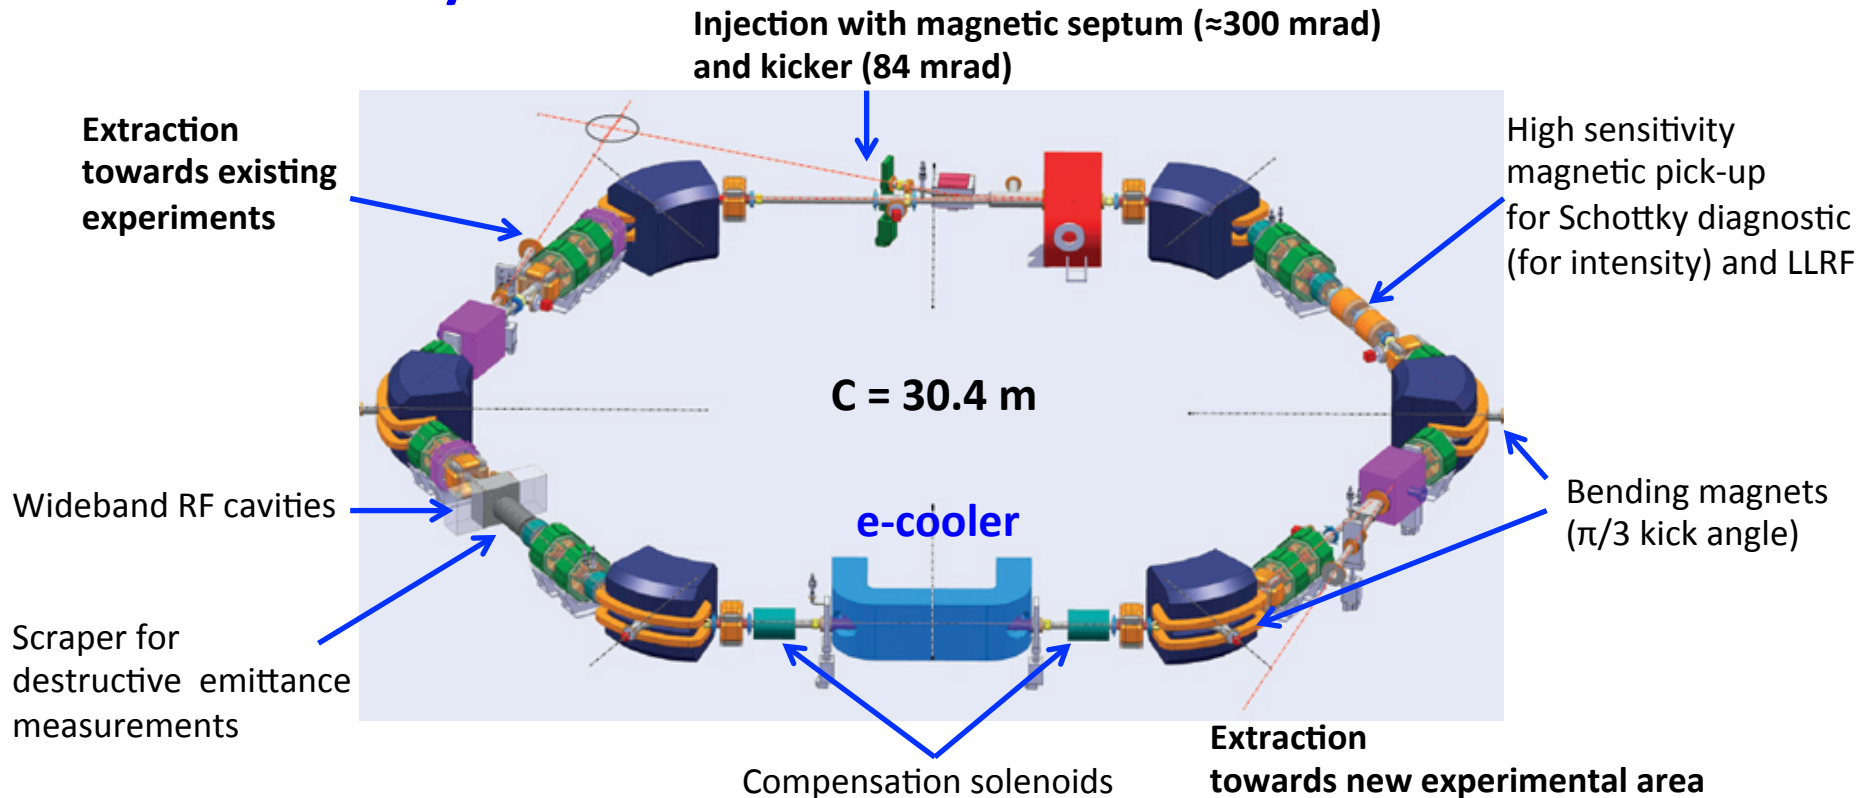 Injection with magnetic septum (≈300 mrad)
and kicker (84 mrad)
Extraction
towards existing
experiments
High sensitivity
magnetic pick-up
for Schottky diagnostic
(for intensity) and LLRF
C = 30.4 m
Wideband RF cavities
e-cooler
Bending magnets
(π/3 kick angle)
Scraper for
destructive emittance
measurements
Compensation solenoids
Extraction
towards new experimental area